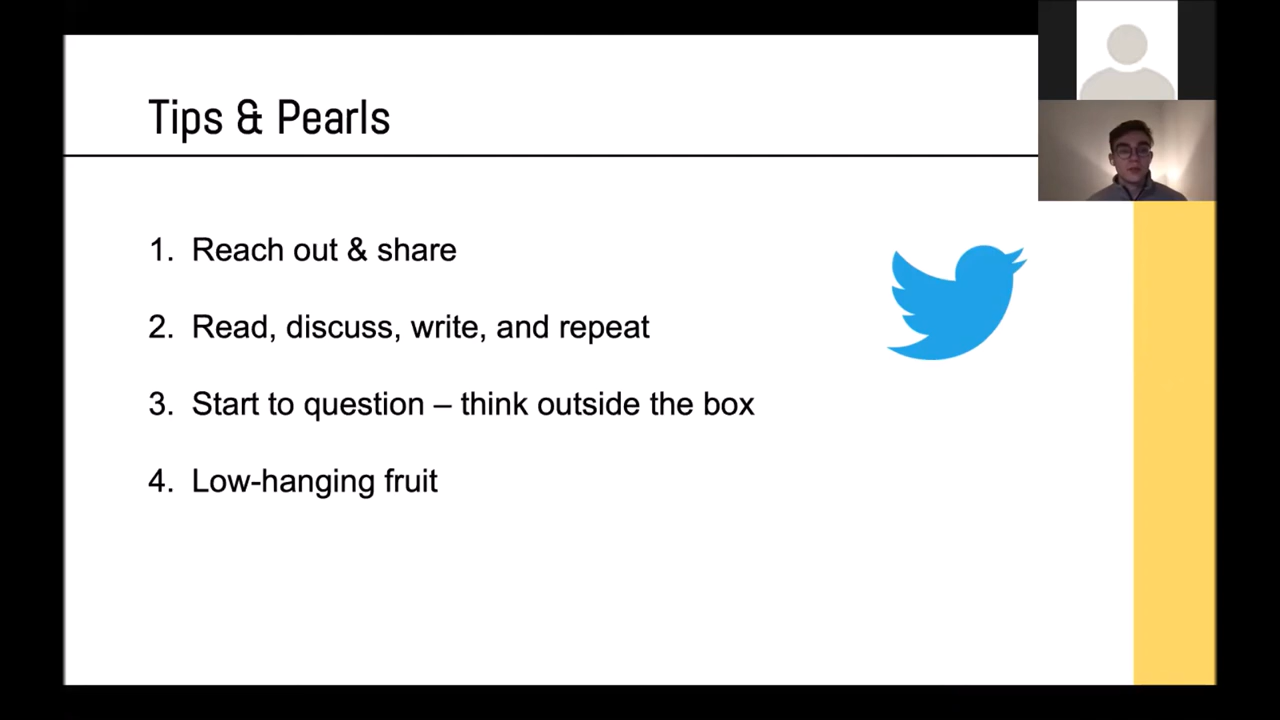 Tips & Pearls
1. Reach out & share
2. Read, discuss, write, and repeat
3. Start to question – think outside the box
4. Low-hanging fruit